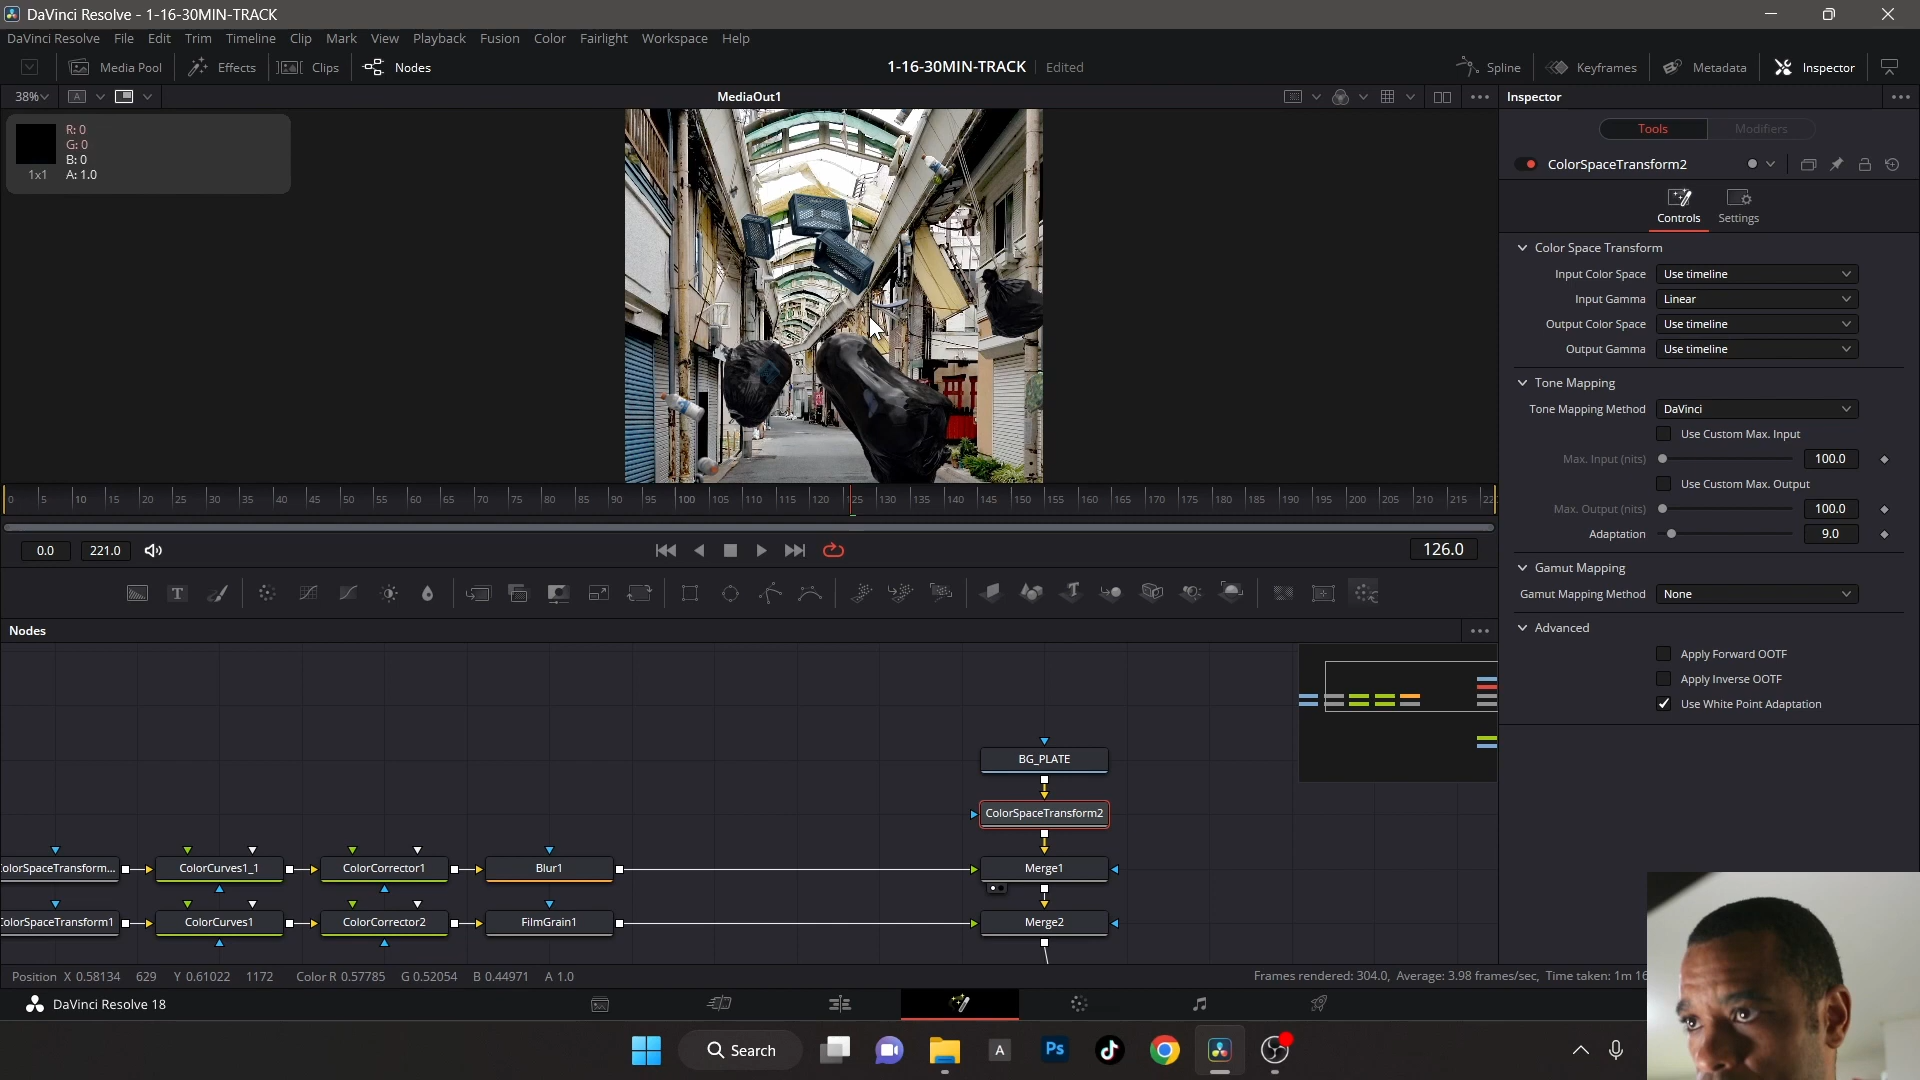 DaVinci Resolve - 1-16-30MIN-TRACK
DaVinci Resolve File Edit Trim Timeline Clip Mark View Playback Fusion Color Fairlight Workspace Help
Media Pool Effects Clips Nodes 1-16-30MIN-TRACK Edited Spline Keyframes Metadata Inspector
38% A MediaOut1 Inspector
R: 0
G: 0
B: 0
1x1 A: 1.0
Tools Modifiers
ColorSpaceTransform2
Controls Settings
Color Space Transform
Input Color Space Use timeline
Input Gamma Linear
Output Color Space Use timeline
Output Gamma Use timeline
Tone Mapping
Tone Mapping Method DaVinci
Use Custom Max. Input
Max. Input (nits) 100.0
Use Custom Max. Output
Max. Output (nits) 100.0
Adaptation 9.0
Gamut Mapping
Gamut Mapping Method None
Advanced
Apply Forward OOTF
Apply Inverse OOTF
Use White Point Adaptation
0 5 10 15 20 25 30 35 40 45 50 55 60 65 70 75 80 85 90 95 100 105 110 115 120 25 130 135 140 145 150 155 160 165 170 175 180 185 190 195 200 205 210 215 22
0.0 221.0 126.0
Nodes
BG_PLATE
ColorSpaceTransform2
ColorSpaceTransform... ColorCurves1_1 ColorCorrector1 Blur1 Merge1
ColorSpaceTransform1 ColorCurves1 ColorCorrector2 FilmGrain1 Merge2
Position X 0.58134 629 Y 0.61022 1172 Color R 0.57785 G 0.52054 B 0.44971 A 1.0 Frames rendered: 304.0, Average: 3.98 frames/sec, Time taken: 1m 16
DaVinci Resolve 18
Search A Ps